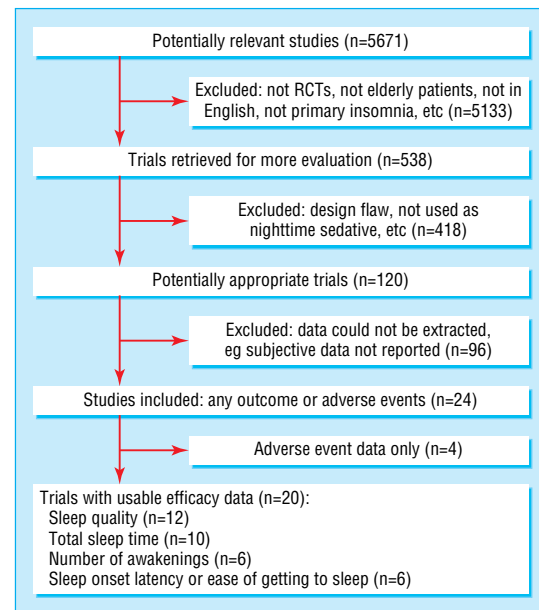 Potentially relevant studies (n=5671)
Excluded: not RCTs, not elderly patients, not in
English, not primary insomnia, etc (n=5133)
Trials retrieved for more evaluation (n=538)
Excluded: design flaw, not used as
nighttime sedative, etc (n=418)
Potentially appropriate trials (n=120)
Excluded: data could not be extracted,
eg subjective data not reported (n=96)
Studies included: any outcome or adverse events (n=24)
Adverse event data only (n=4)
Trials with usable efficacy data (n=20):
Sleep quality (n=12)
Total sleep time (n=10)
Number of awakenings (n=6)
Sleep onset latency or ease of getting to sleep (n=6)